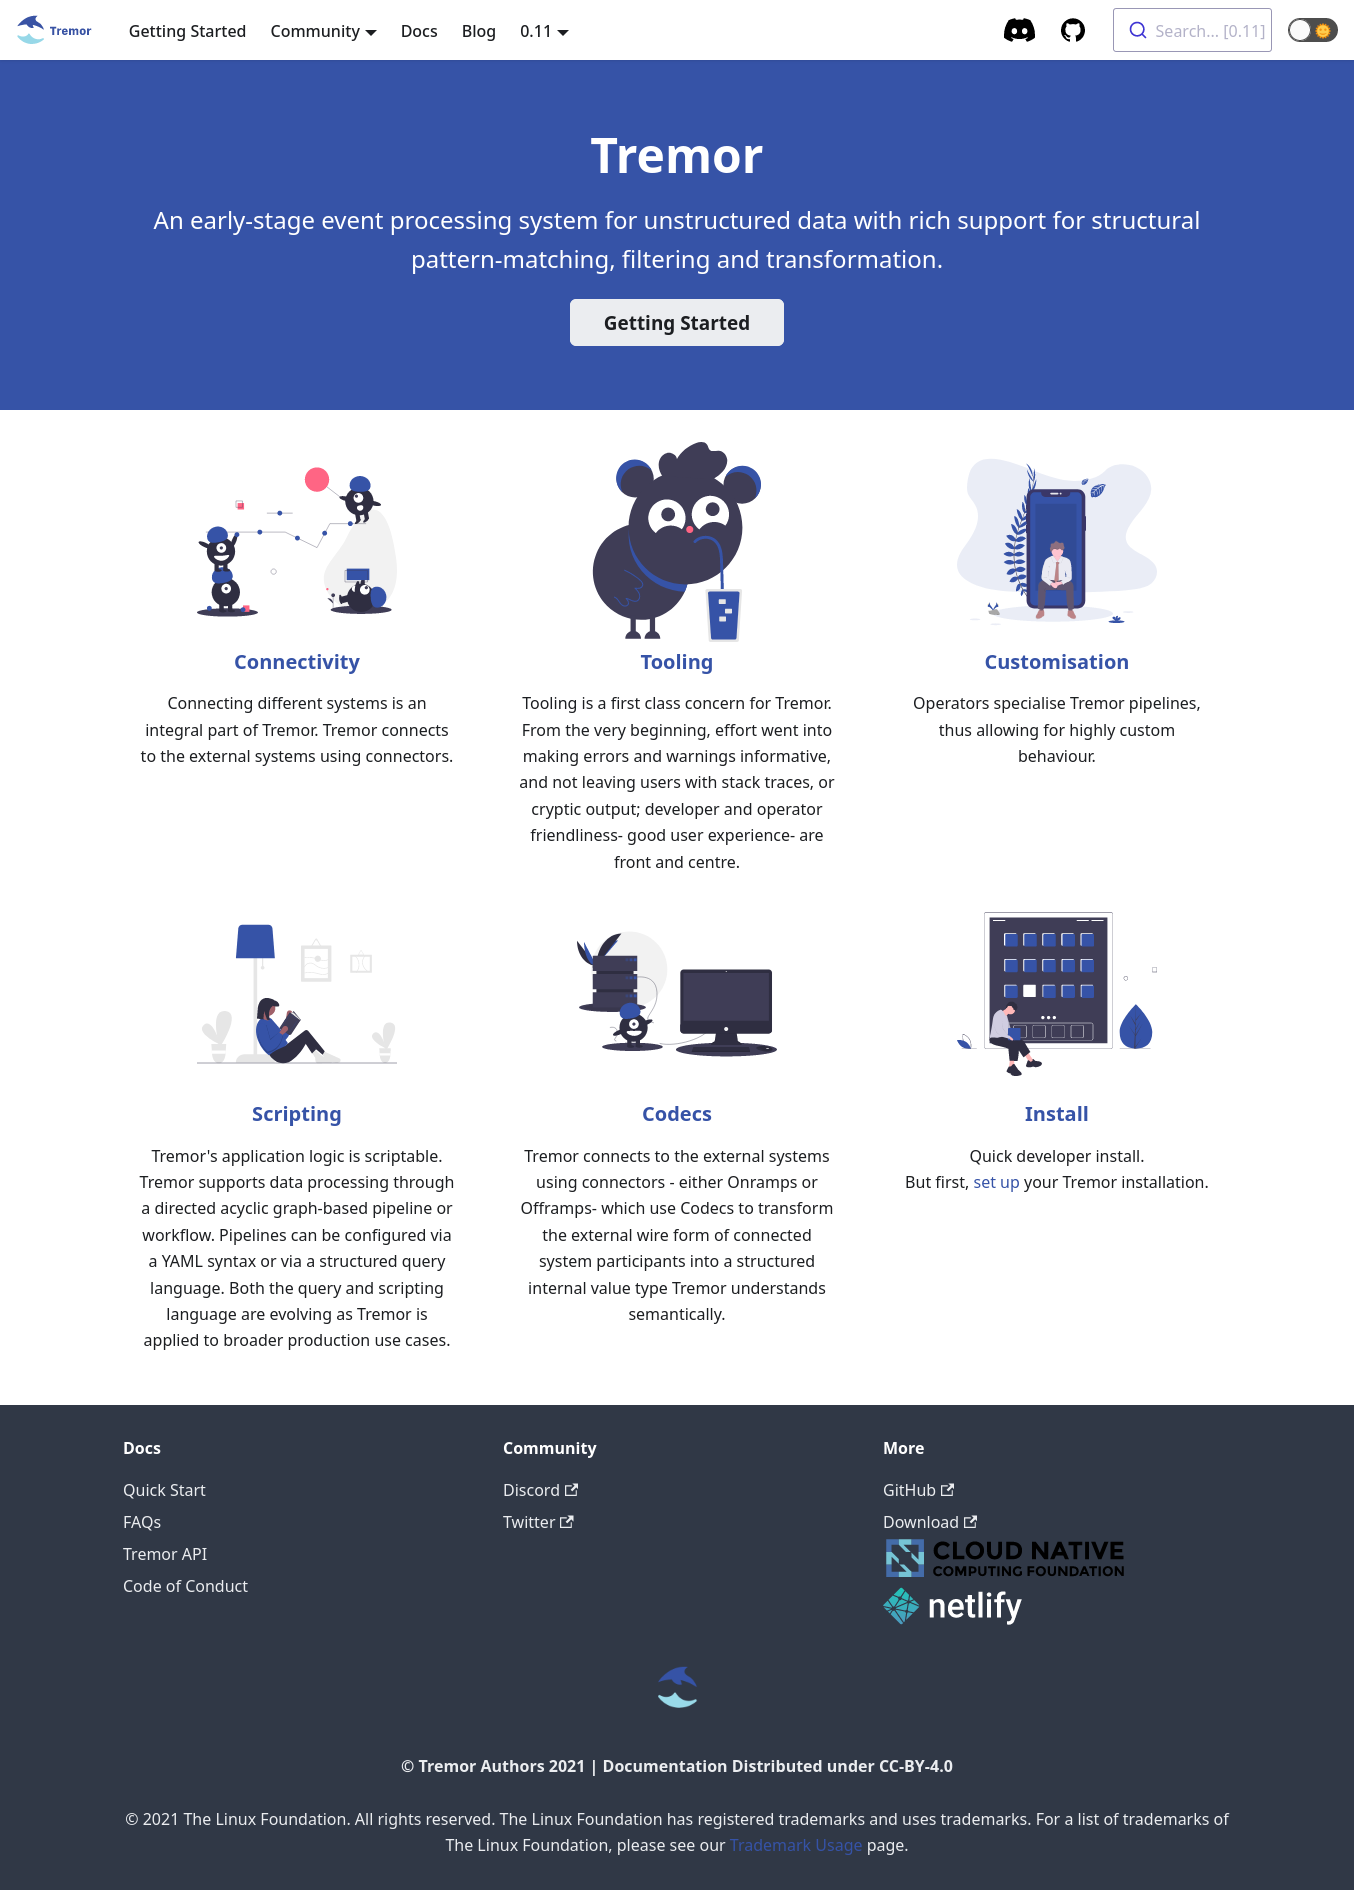 Tremor
Getting Started
Community
Docs
Blog
0.11
Search... [0.11]
Tremor
An early-stage event processing system for unstructured data with rich support for structural
pattern-matching, filtering and transformation.
Getting Started
Connectivity
Connecting different systems is an
integral part of Tremor. Tremor connects
to the external systems using connectors.
Tooling
Tooling is a first class concern for Tremor.
From the very beginning, effort went into
making errors and warnings informative,
and not leaving users with stack traces, or
cryptic output; developer and operator
friendliness- good user experience- are
front and centre.
Customisation
Operators specialise Tremor pipelines,
thus allowing for highly custom
behaviour.
Scripting
Tremor's application logic is scriptable.
Tremor supports data processing through
a directed acyclic graph-based pipeline or
workflow. Pipelines can be configured via
a YAML syntax or via a structured query
language. Both the query and scripting
language are evolving as Tremor is
applied to broader production use cases.
Codecs
Tremor connects to the external systems
using connectors - either Onramps or
Offramps- which use Codecs to transform
the external wire form of connected
system participants into a structured
internal value type Tremor understands
semantically.
Install
Quick developer install.
But first, set up your Tremor installation.
Docs
Quick Start
FAQs
Tremor API
Code of Conduct
Community
Discord
Twitter
More
GitHub
Download
CLOUD NATIVE
COMPUTING FOUNDATION
netlify
© Tremor Authors 2021 | Documentation Distributed under CC-BY-4.0
© 2021 The Linux Foundation. All rights reserved. The Linux Foundation has registered trademarks and uses trademarks. For a list of trademarks of
The Linux Foundation, please see our Trademark Usage page.